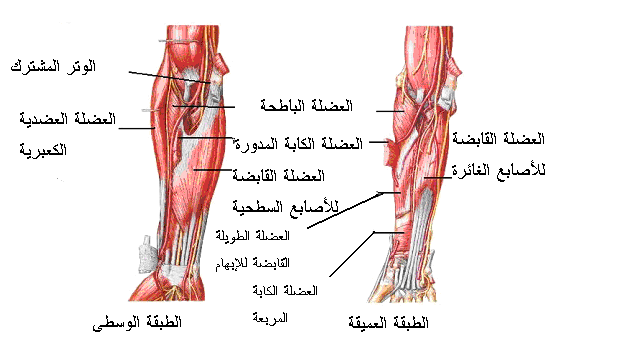 الوتر المشترك
العضلة العضدية
الكعبرية
العضلة الباطحة
العضلة الكابة المدورة
العضلة القابضة
للأصابع السطحية
العضلة الطويلة
القابضة للإبهام
العضلة الكابة
المربعة
العضلة القابضة
للأصابع الغائرة
الطبقة الوسطى
الطبقة العميقة